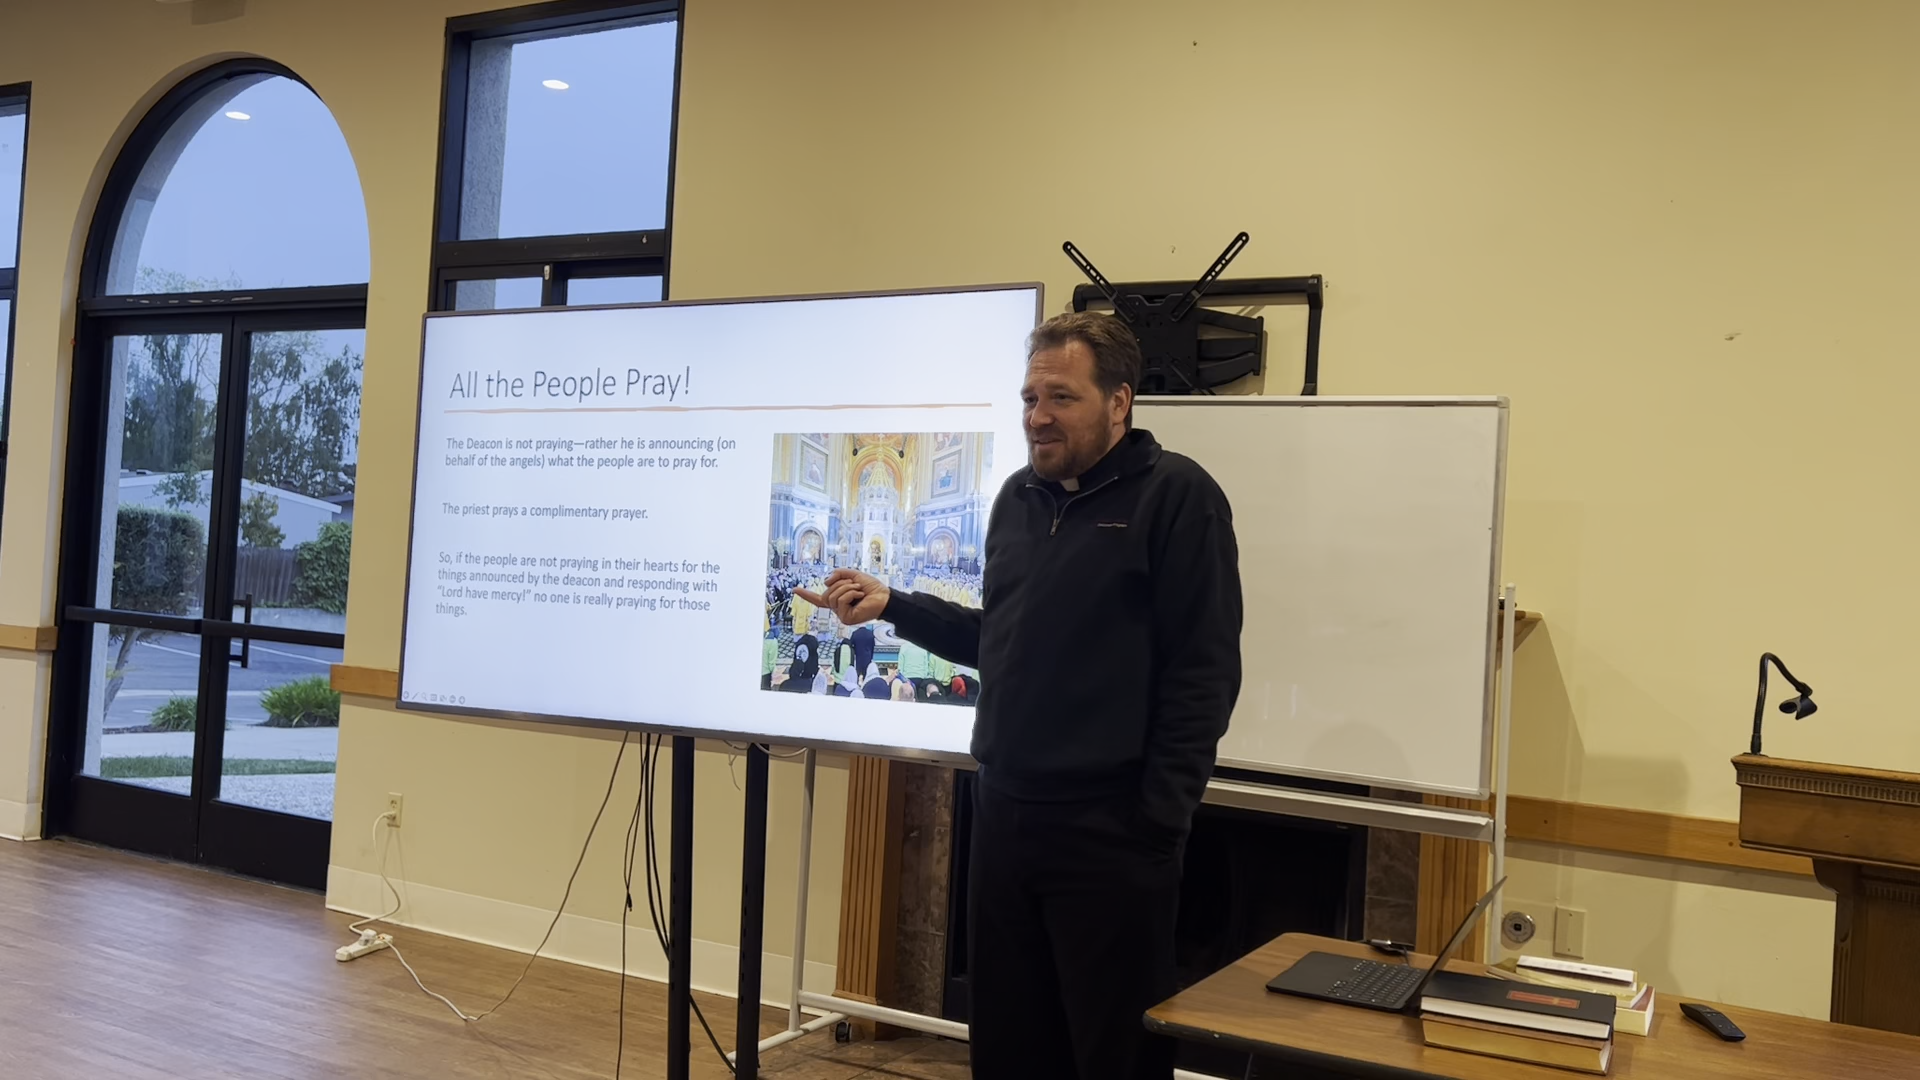 All the People Pray!
The Deacon is not praying—rather he is announcing (on
behalf of the angels) what the people are to pray for.
The priest prays a complimentary prayer.
So, if the people are not praying in their hearts for the
things announced by the deacon and responding with
“Lord have mercy!” no one is really praying for those
things.